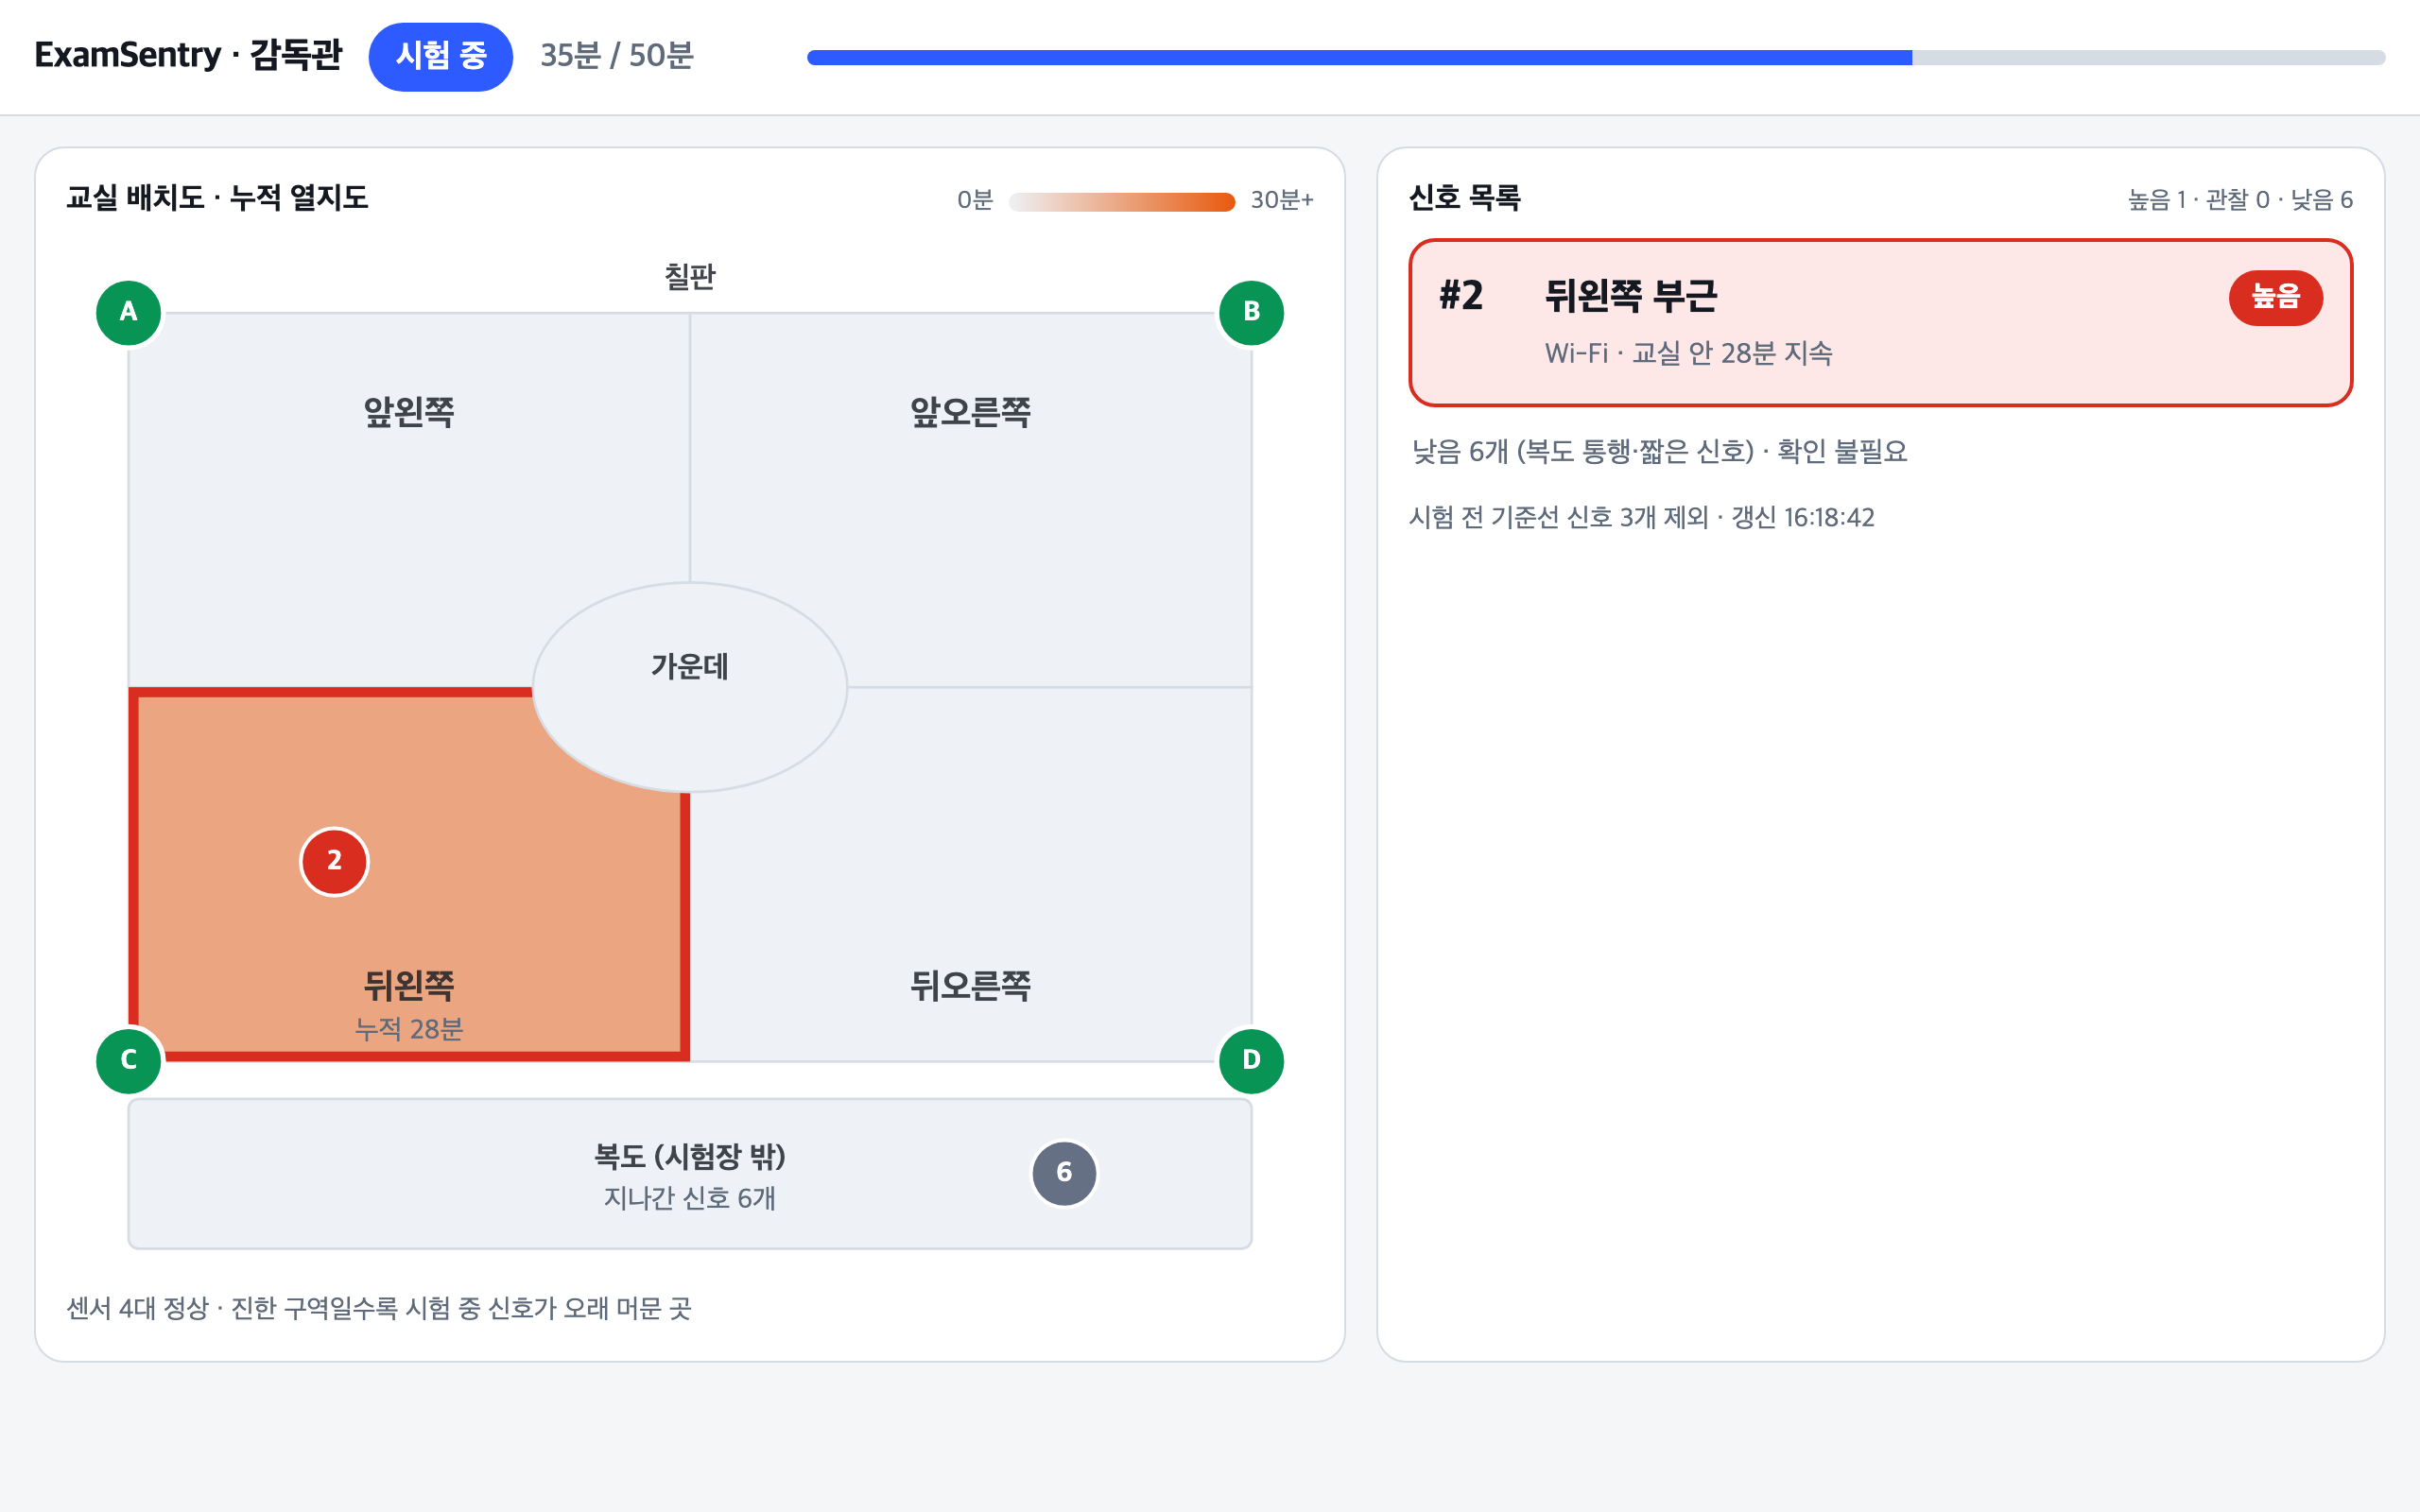 ExamSentry · 감독관
시험 중
35분 / 50분
교실 배치도 · 누적 열지도
0분
30분+
칠판
A
B
앞왼쪽
앞오른쪽
가운데
2
뒤왼쪽
누적 28분
뒤오른쪽
C
D
복도 (시험장 밖)
지나간 신호 6개
6
센서 4대 정상 · 진한 구역일수록 시험 중 신호가 오래 머문 곳
신호 목록
높음 1 · 관찰 0 · 낮음 6
#2
뒤왼쪽 부근
높음
Wi-Fi · 교실 안 28분 지속
낮음 6개 (복도 통행·짧은 신호) · 확인 불필요
시험 전 기준선 신호 3개 제외 · 갱신 16:18:42